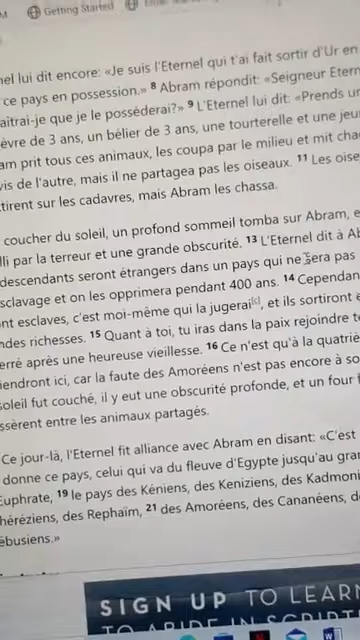 Getting Started
nel lui dit encore: «Je suis l'Eternel qui t'ai fait sortir d'Ur en
ce pays en possession.» 8 Abram répondit: «Seigneur Etern
aîtrai-je que je le posséderai?» 9 L'Eternel lui dit: «Prends un
èvre de 3 ans, un bélier de 3 ans, une tourterelle et une jeu
am prit tous ces animaux, les coupa par le milieu et mit cha
vis de l'autre, mais il ne partagea pas les oiseaux. 11 Les oise
ttirent sur les cadavres, mais Abram les chassa.
coucher du soleil, un profond sommeil tomba sur Abram, e
lli par la terreur et une grande obscurité. 13 L'Eternel dit à Ab
descendants seront étrangers dans un pays qui ne sera pas
sclavage et on les opprimera pendant 400 ans. 14 Cependan
nt esclaves, c'est moi-même qui la jugerai[c], et ils sortiront e
ndes richesses. 15 Quant à toi, tu iras dans la paix rejoindre t
erré après une heureuse vieillesse. 16 Ce n'est qu'à la quatriè
iendront ici, car la faute des Amoréens n'est pas encore à so
soleil fut couché, il y eut une obscurité profonde, et un four f
ssèrent entre les animaux partagés.
Ce jour-là, l'Eternel fit alliance avec Abram en disant: «C'est
donne ce pays, celui qui va du fleuve d'Egypte jusqu'au gran
Euphrate, 19 le pays des Kéniens, des Keniziens, des Kadmoni
héréziens, des Rephaïm, 21 des Amoréens, des Cananéens, d
ébusiens.»
SIGN UP TO LEARN
TO ABIDE IN SCRIPT